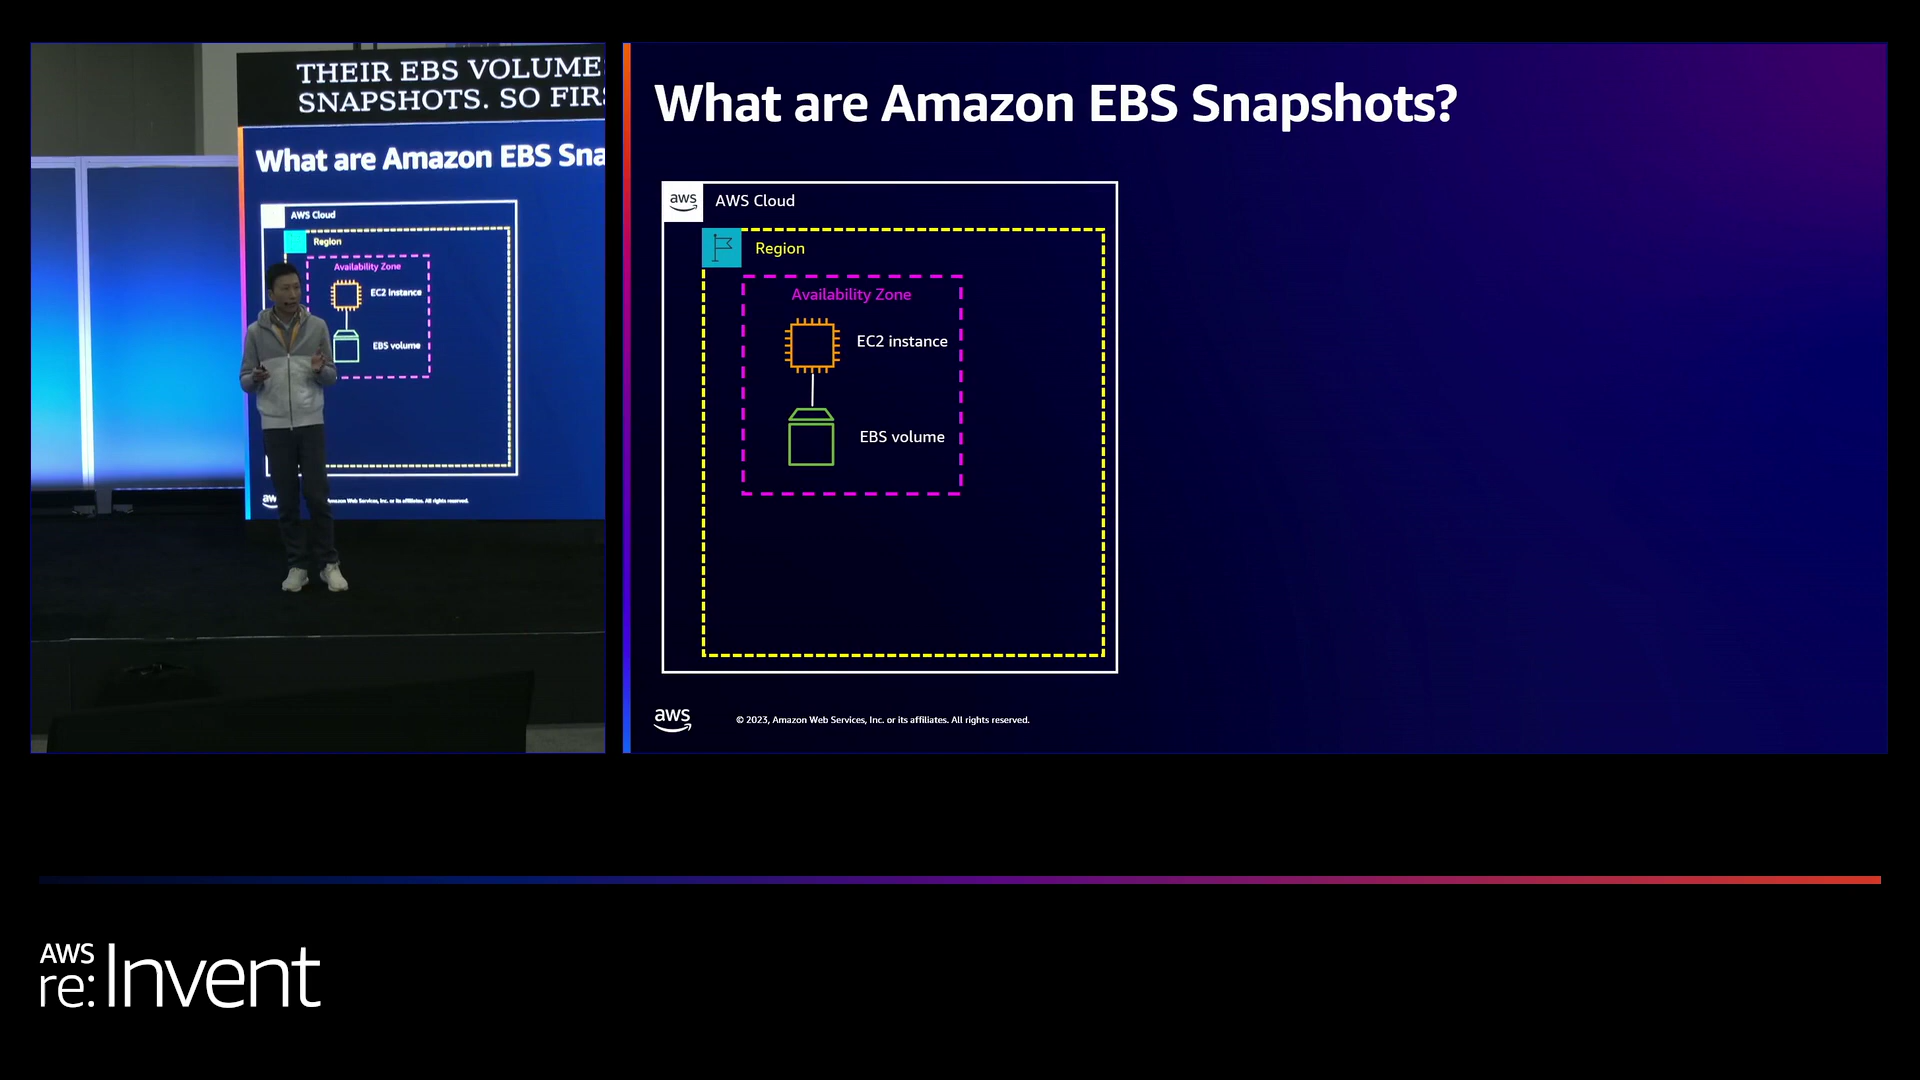 THEIR EBS VOLUME
SNAPSHOTS. SO FIR
What are Amazon EBS Sna
AWS Cloud
Region
Availability Zone
EC2 instance
EBS volume
aw
Amazon Web Services, Inc. or its affiliates. All rights reserved.
What are Amazon EBS Snapshots?
aws
AWS Cloud
Region
Availability Zone
EC2 instance
EBS volume
aws
© 2023, Amazon Web Services, Inc. or its affiliates. All rights reserved.
AWS
re:Invent